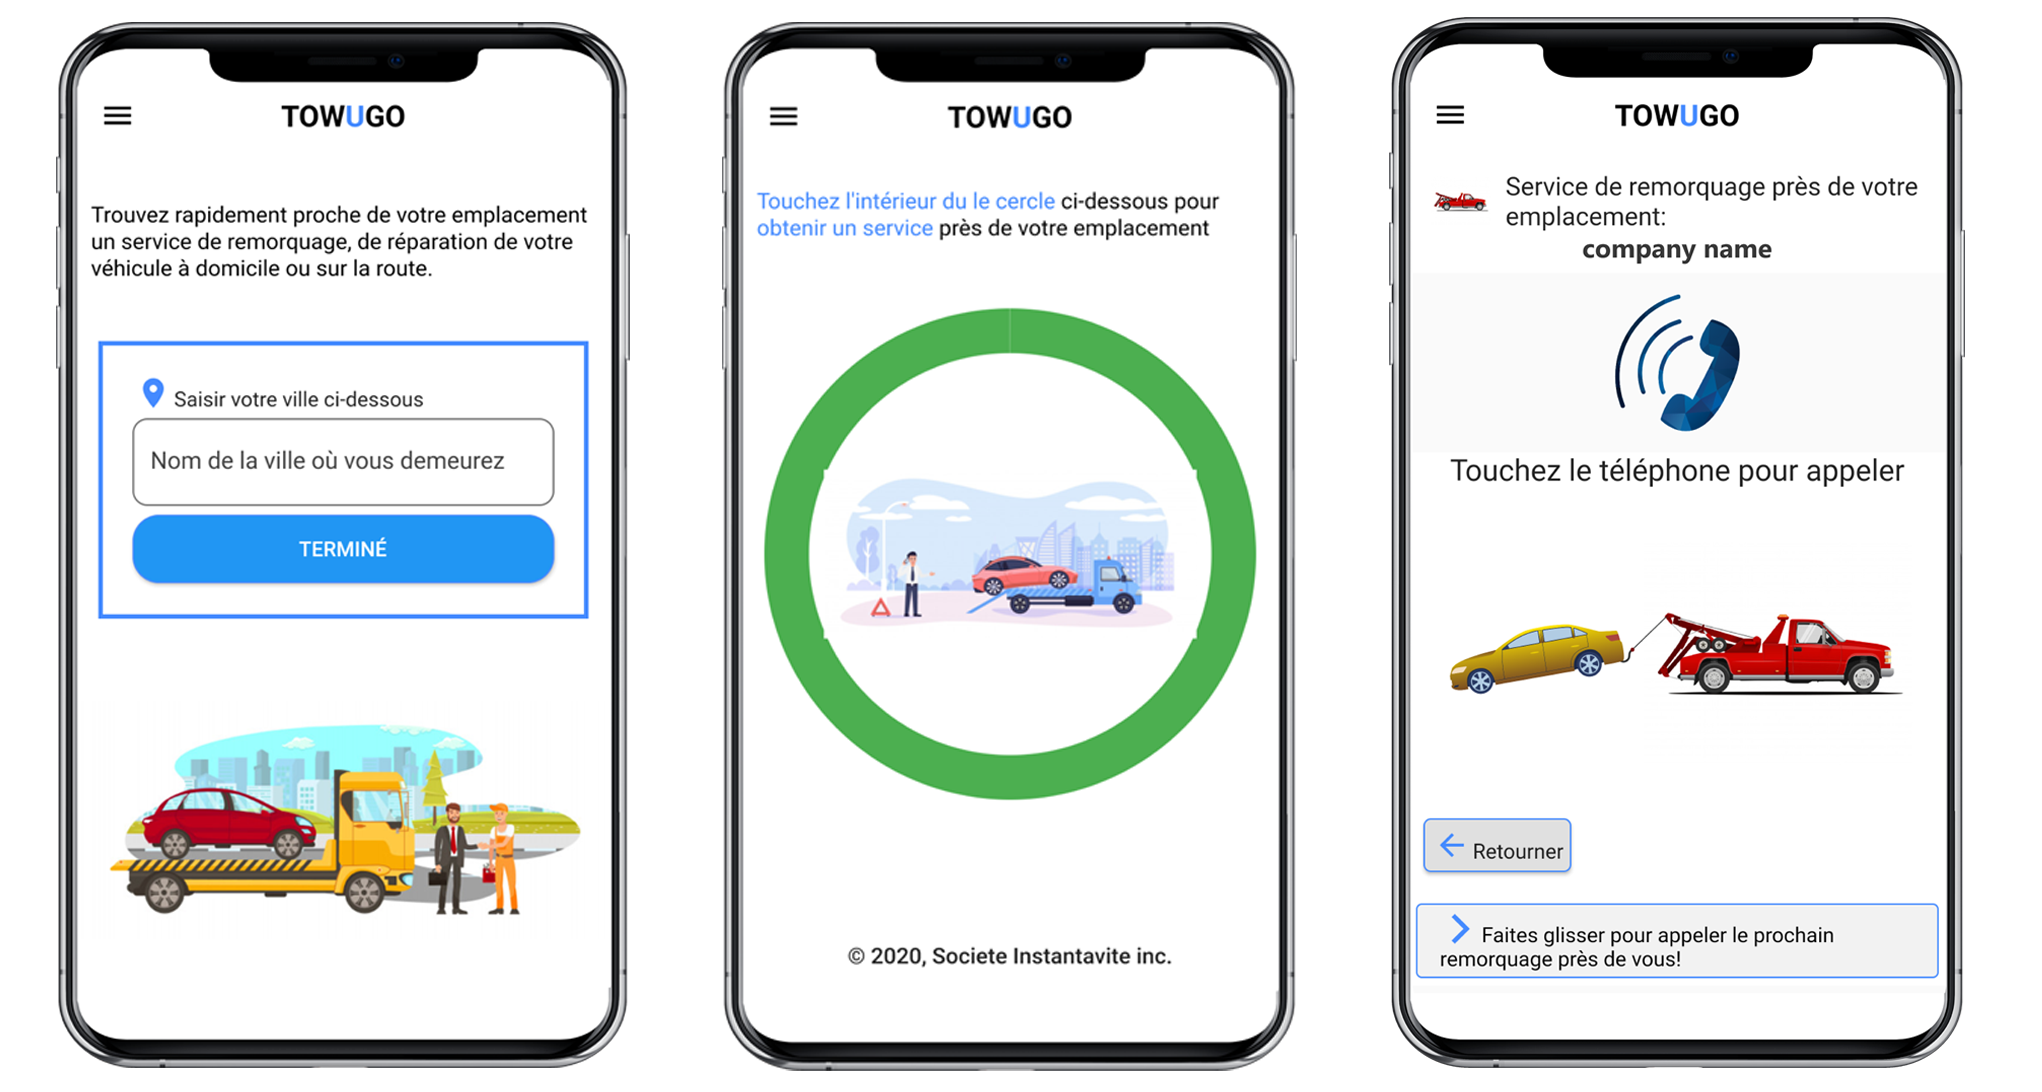 TOWUGO
Trouvez rapidement proche de votre emplacement
un service de remorquage, de réparation de votre
véhicule à domicile ou sur la route.
Saisir votre ville ci-dessous
Nom de la ville où vous demeurez
TERMINÉ
TOWUGO
Touchez l'intérieur du le cercle ci-dessous pour
obtenir un service près de votre emplacement
© 2020, Societe Instantavite inc.
TOWUGO
Service de remorquage près de votre
emplacement:
company name
Touchez le téléphone pour appeler
Retourner
Faites glisser pour appeler le prochain
remorquage près de vous!